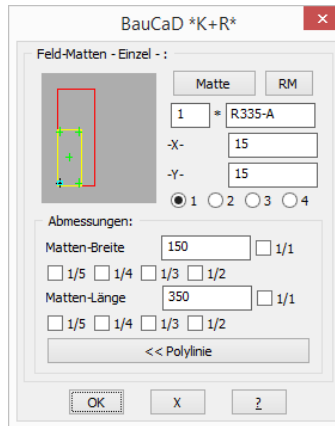 BauCaD *K+R*
x
Feld-Matten - Einzel - :
Matte RM
1 * R335-A
-X- 15
-Y- 15
1 2 3 4
Abmessungen:
Matten-Breite 150 1/1
1/5 1/4 1/3 1/2
Matten-Länge 350 1/1
1/5 1/4 1/3 1/2
<< Polylinie
OK X ?